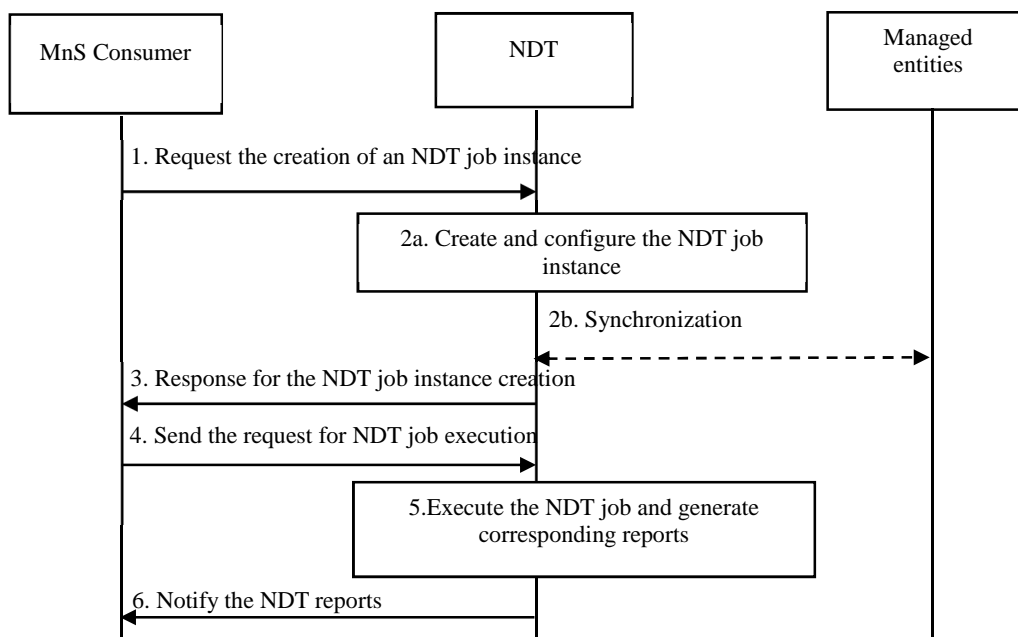 MnS Consumer
NDT
Managed
entities
1. Request the creation of an NDT job instance
2a. Create and configure the NDT job
instance
2b. Synchronization
3. Response for the NDT job instance creation
4. Send the request for NDT job execution
5.Execute the NDT job and generate
corresponding reports
6. Notify the NDT reports